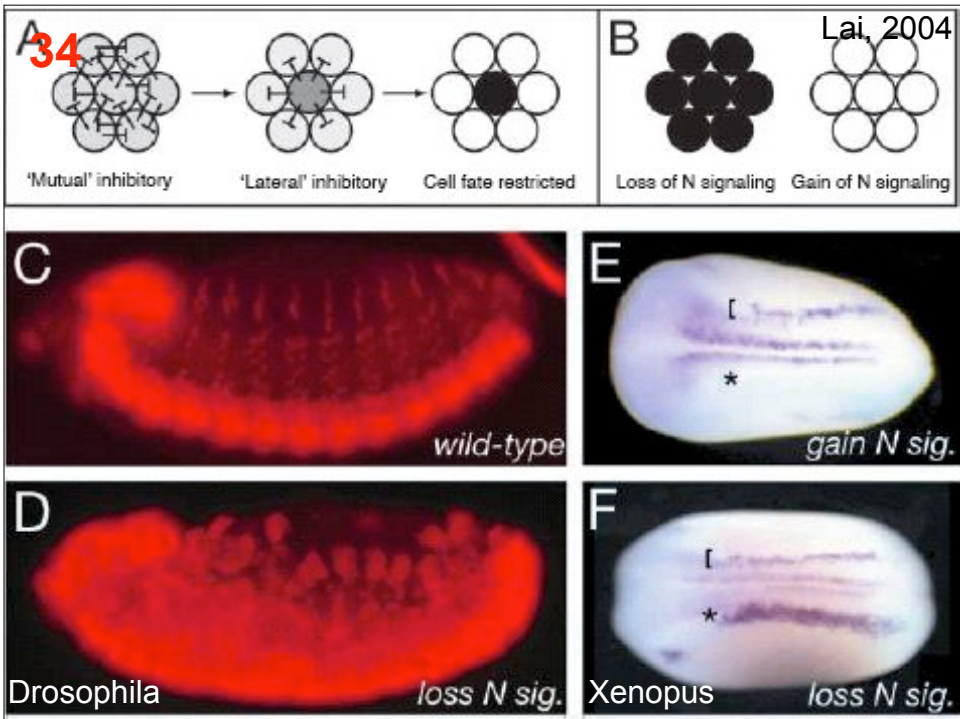 A
34
B
Lai, 2004
'Mutual' inhibitory
'Lateral' inhibitory
Cell fate restricted
Loss of N signaling
Gain of N signaling
C
wild-type
E
[
*
gain N sig.
D
Drosophila
loss N sig.
F
[
*
Xenopus
loss N sig.